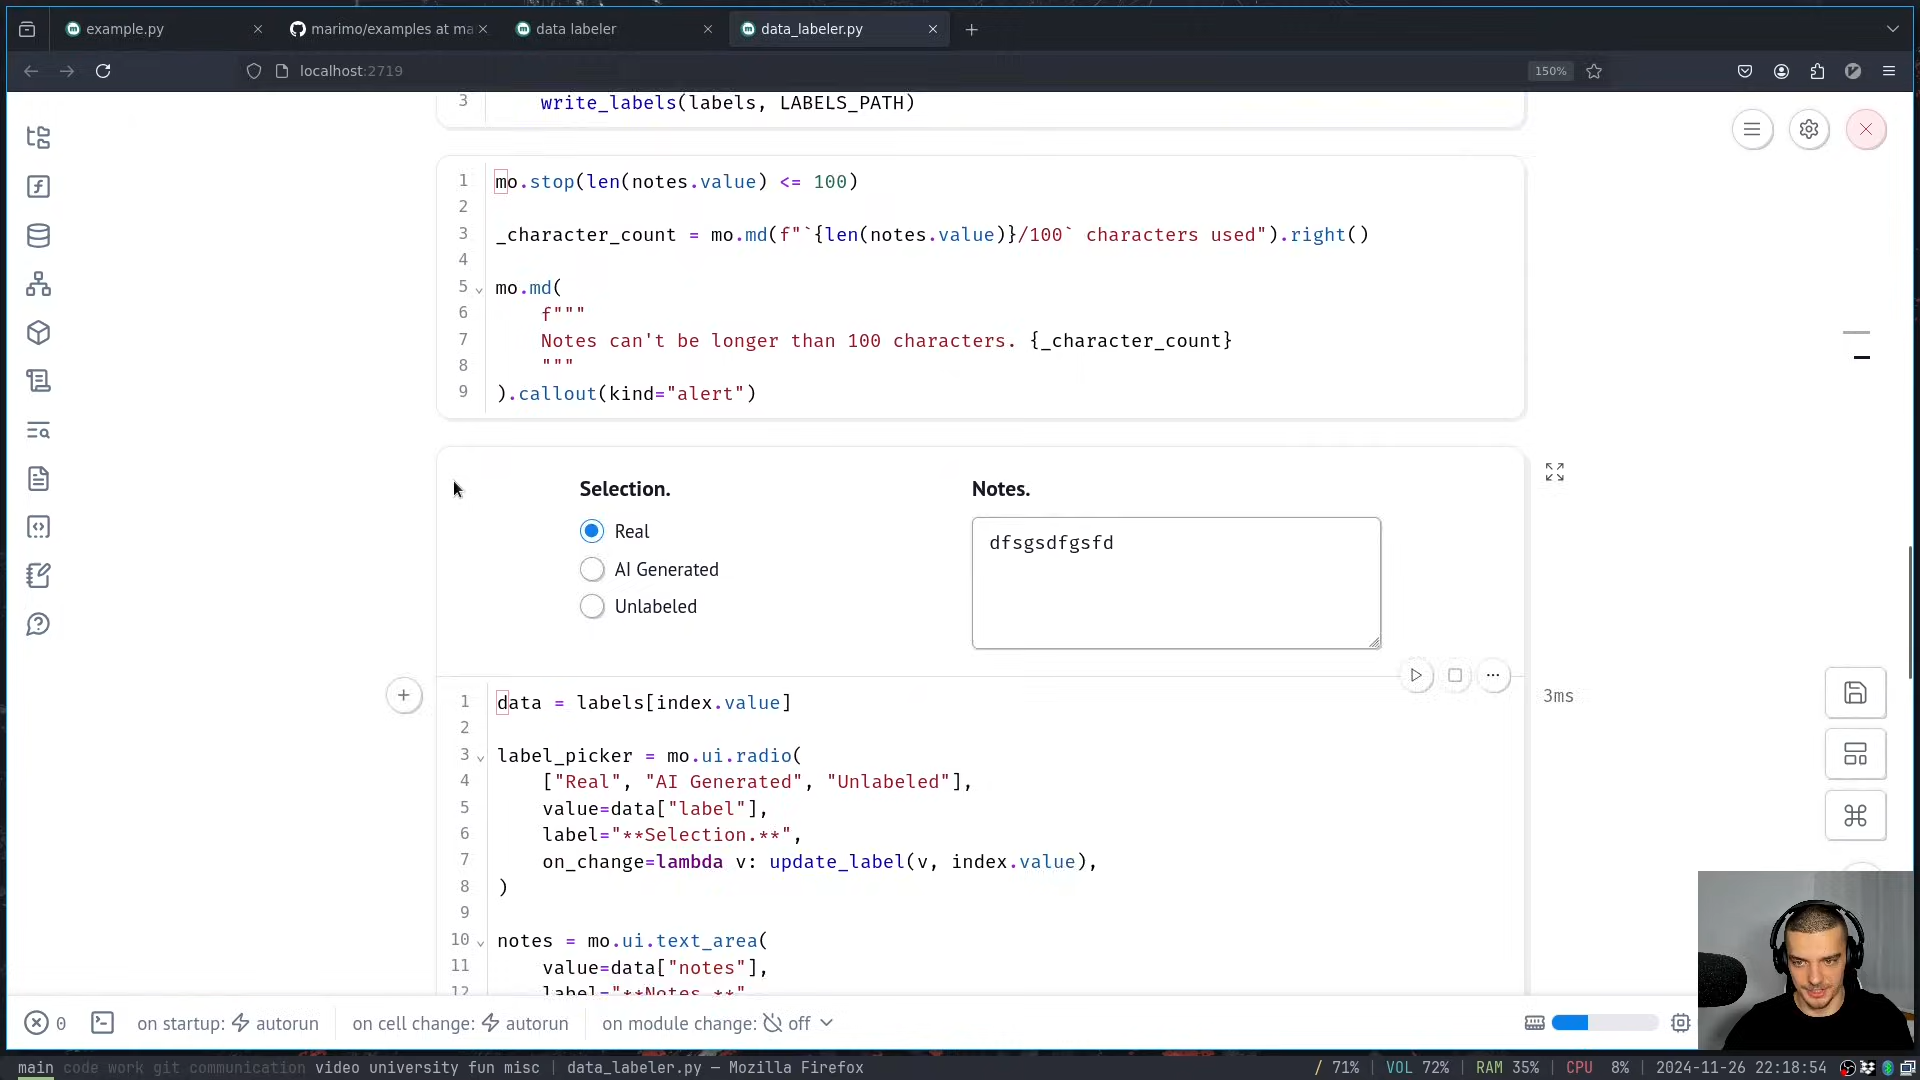 example.py
marimo/examples at ma
data labeler
data_labeler.py
localhost:2719
150%
3 write_labels(labels, LABELS_PATH)
1 mo.stop(len(notes.value) <= 100)
2
3 _character_count = mo.md(f"`{len(notes.value)}/100` characters used").right()
4
5 mo.md(
6 f"""
7 Notes can't be longer than 100 characters. {_character_count}
8 """
9 ).callout(kind="alert")
Selection.
Real
AI Generated
Unlabeled
Notes.
dfsgsdfgsfd
3ms
1 data = labels[index.value]
2
3 label_picker = mo.ui.radio(
4 ["Real", "AI Generated", "Unlabeled"],
5 value=data["label"],
6 label="**Selection.**",
7 on_change=lambda v: update_label(v, index.value),
8 )
9
10 notes = mo.ui.text_area(
11 value=data["notes"],
12 label="**Notes.**"
0
on startup: autorun
on cell change: autorun
on module change: off
main code work git communication video university fun misc | data_labeler.py — Mozilla Firefox
/ 71% | VOL 72% | RAM 35% | CPU 8% | 2024-11-26 22:18:54